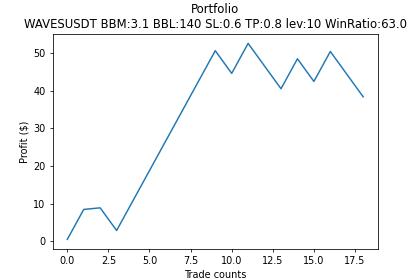 Portfolio
WAVESUSDT BBM:3.1 BBL:140 SL:0.6 TP:0.8 lev:10 WinRatio:63.0
Profit ($)
50
40
30
20
10
0
0.0 2.5 5.0 7.5 10.0 12.5 15.0 17.5
Trade counts